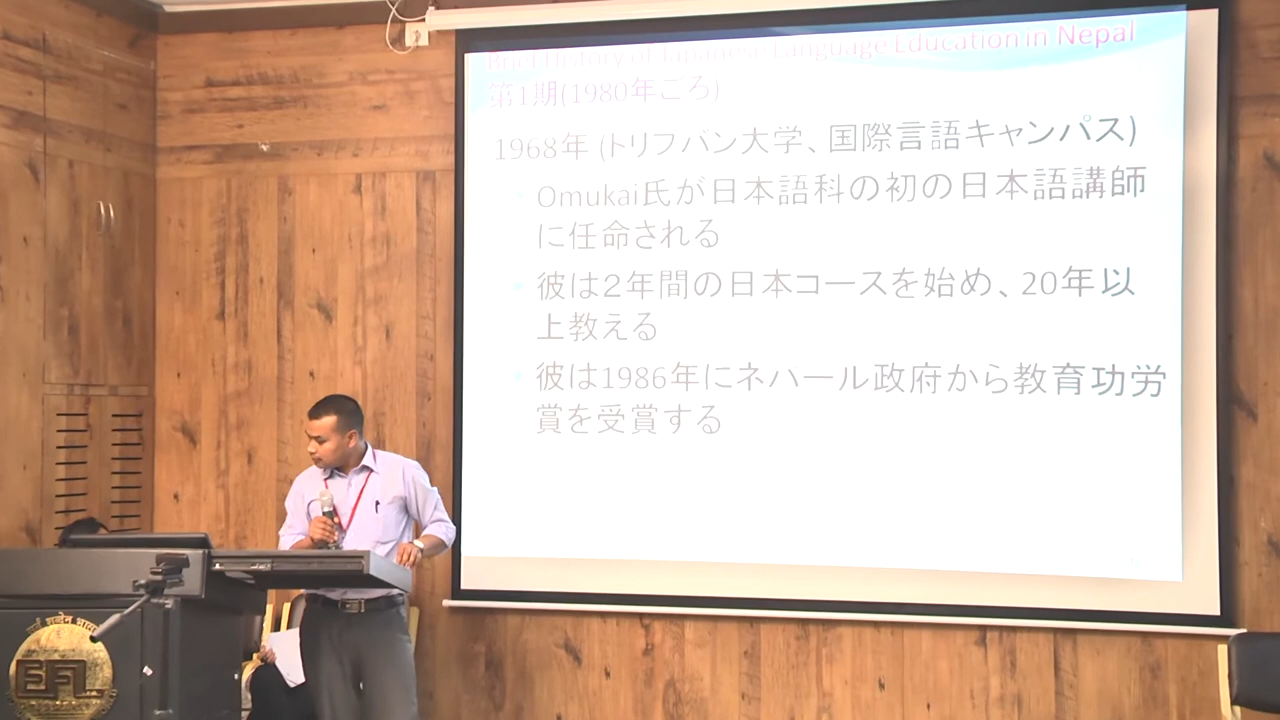 Brief History of Japanese Language Education in Nepal
第1期(1980年ごろ)
1968年 (トリフバン大学、国際言語キャンパス)
Omukai氏が日本語科の初の日本語講師
に任命される
彼は２年間の日本コースを始め、20年以
上教える
彼は1986年にネハール政府から教育功労
賞を受賞する
EFL